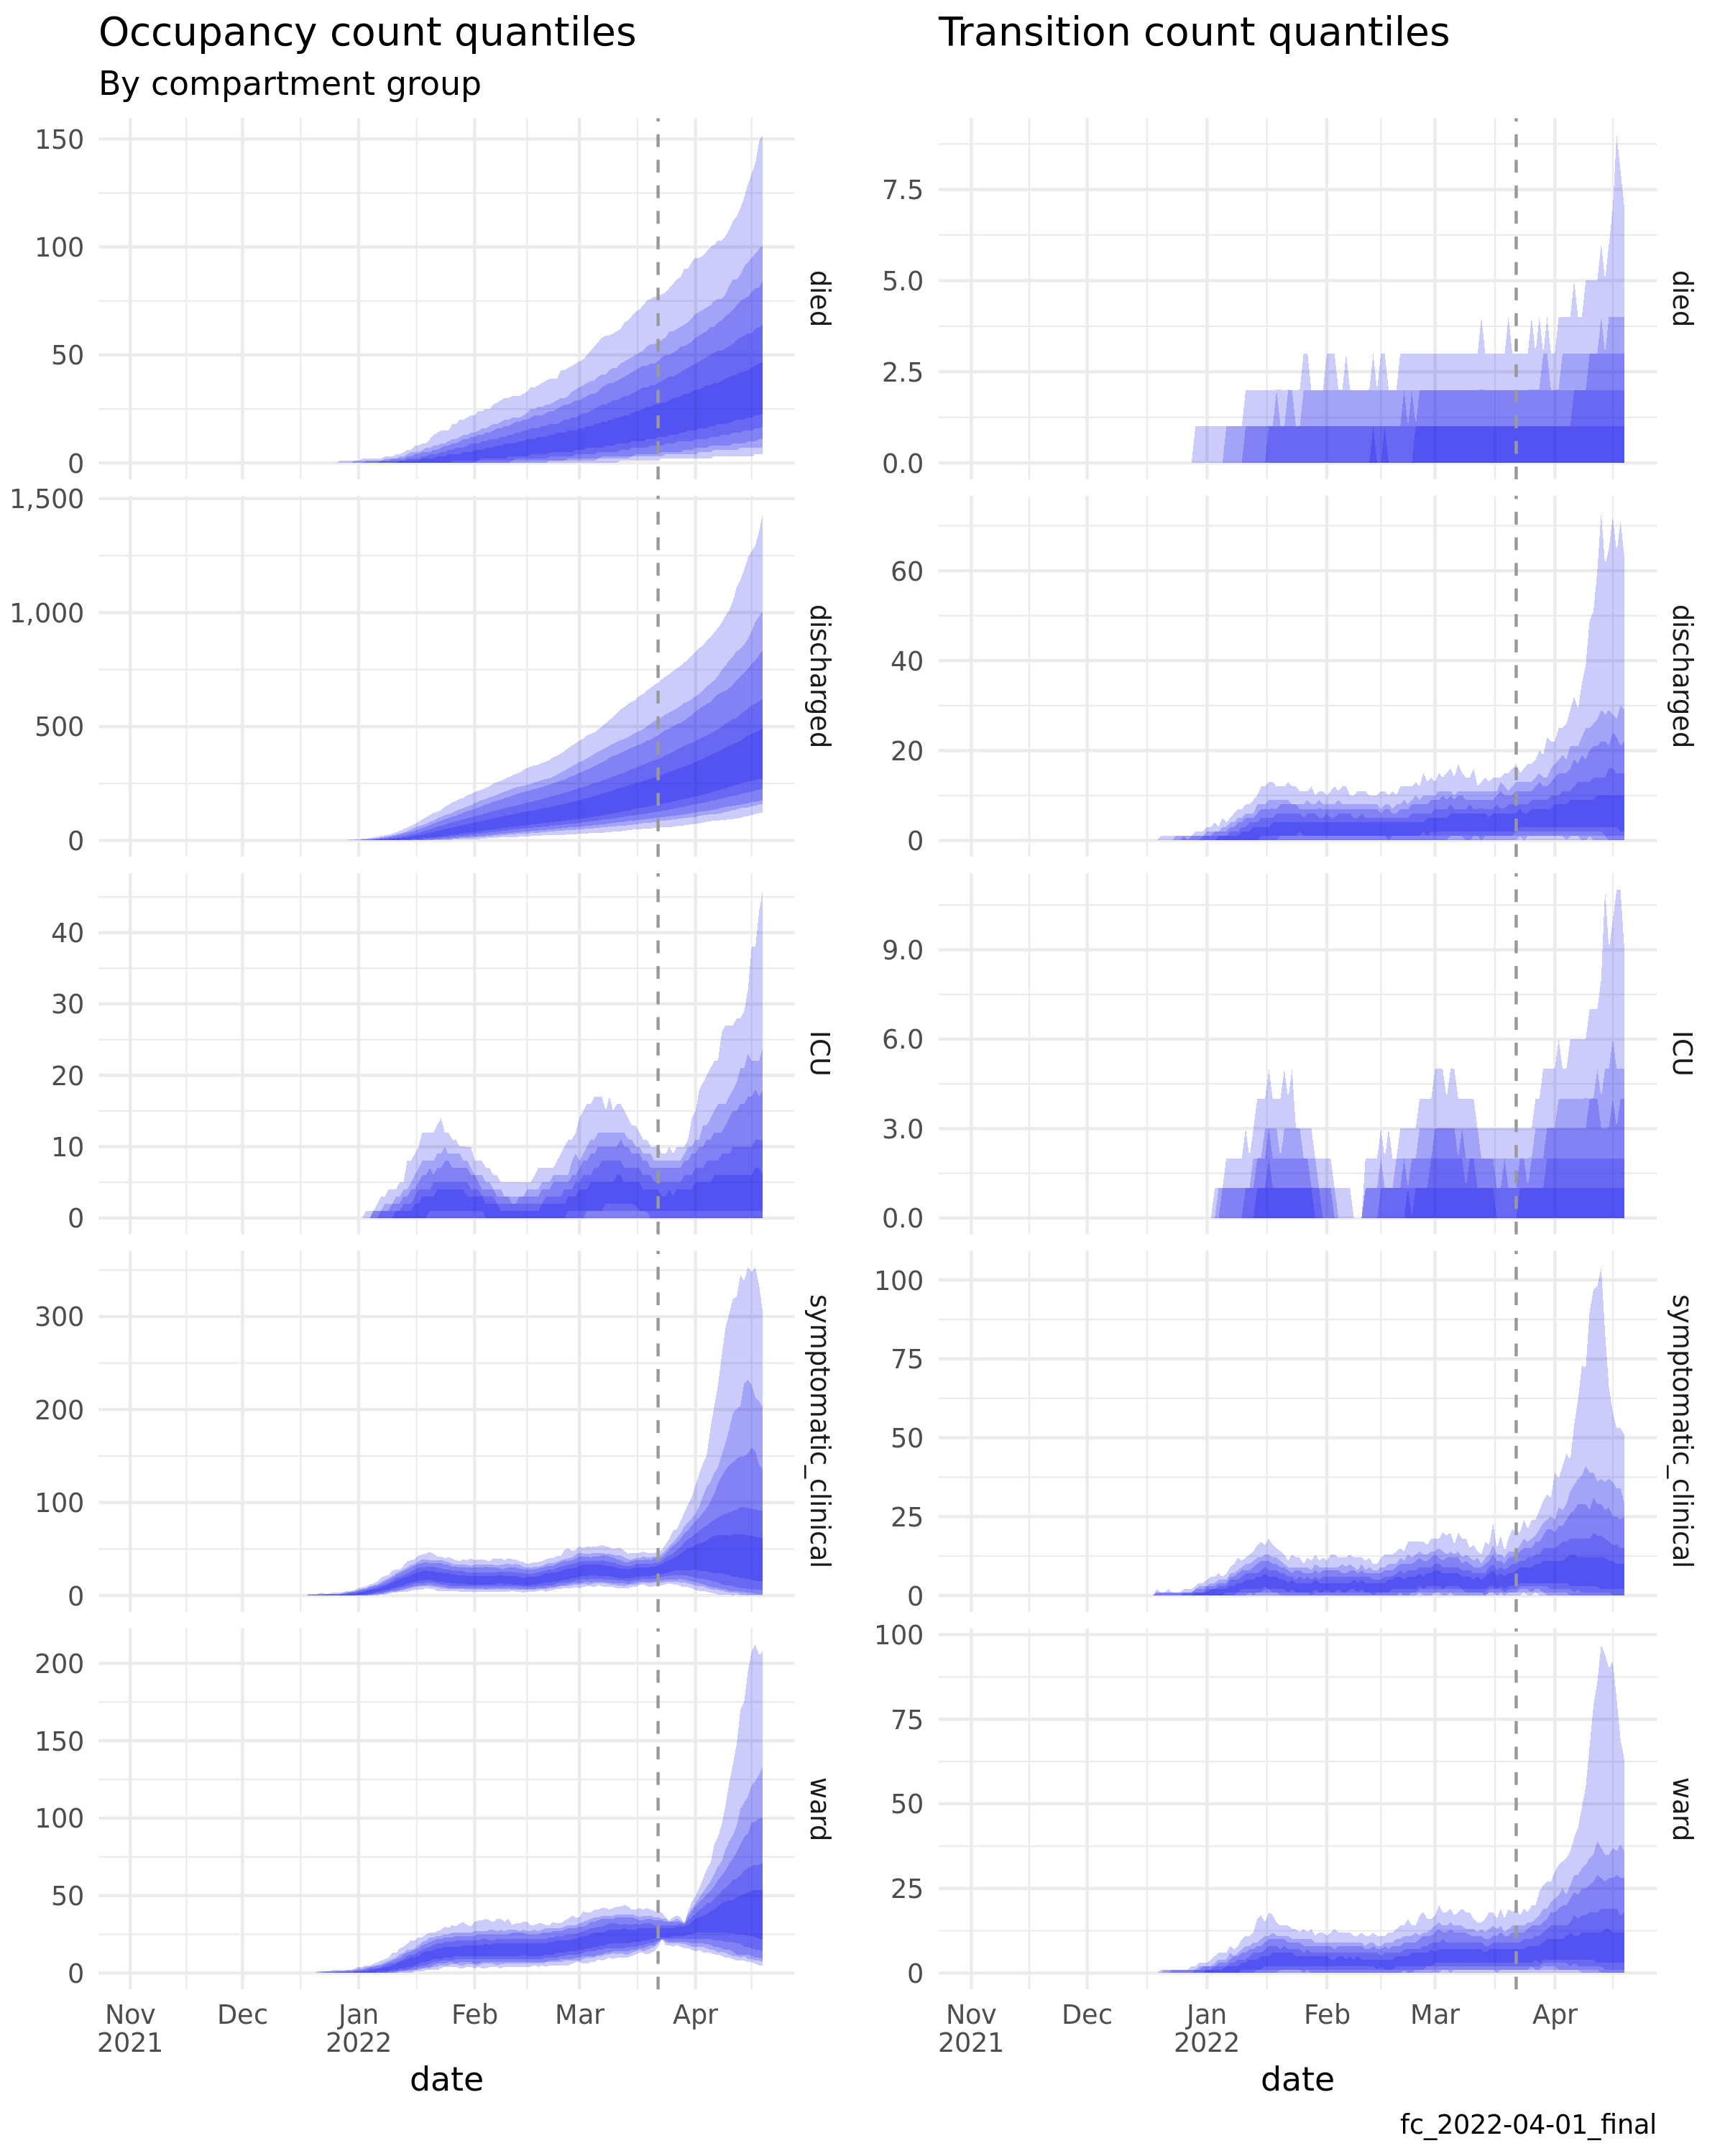 Occupancy count quantiles
By compartment group
150
100
50
0
died
1,500
1,000
500
0
discharged
40
30
20
10
0
ICU
300
200
100
0
symptomatic_clinical
200
150
100
50
0
ward
Nov
2021
Dec
Jan
2022
Feb
Mar
Apr
date
Transition count quantiles
7.5
5.0
2.5
0.0
died
60
40
20
0
discharged
9.0
6.0
3.0
0.0
ICU
100
75
50
25
0
symptomatic_clinical
100
75
50
25
0
ward
Nov
2021
Dec
Jan
2022
Feb
Mar
Apr
date
fc_2022-04-01_final